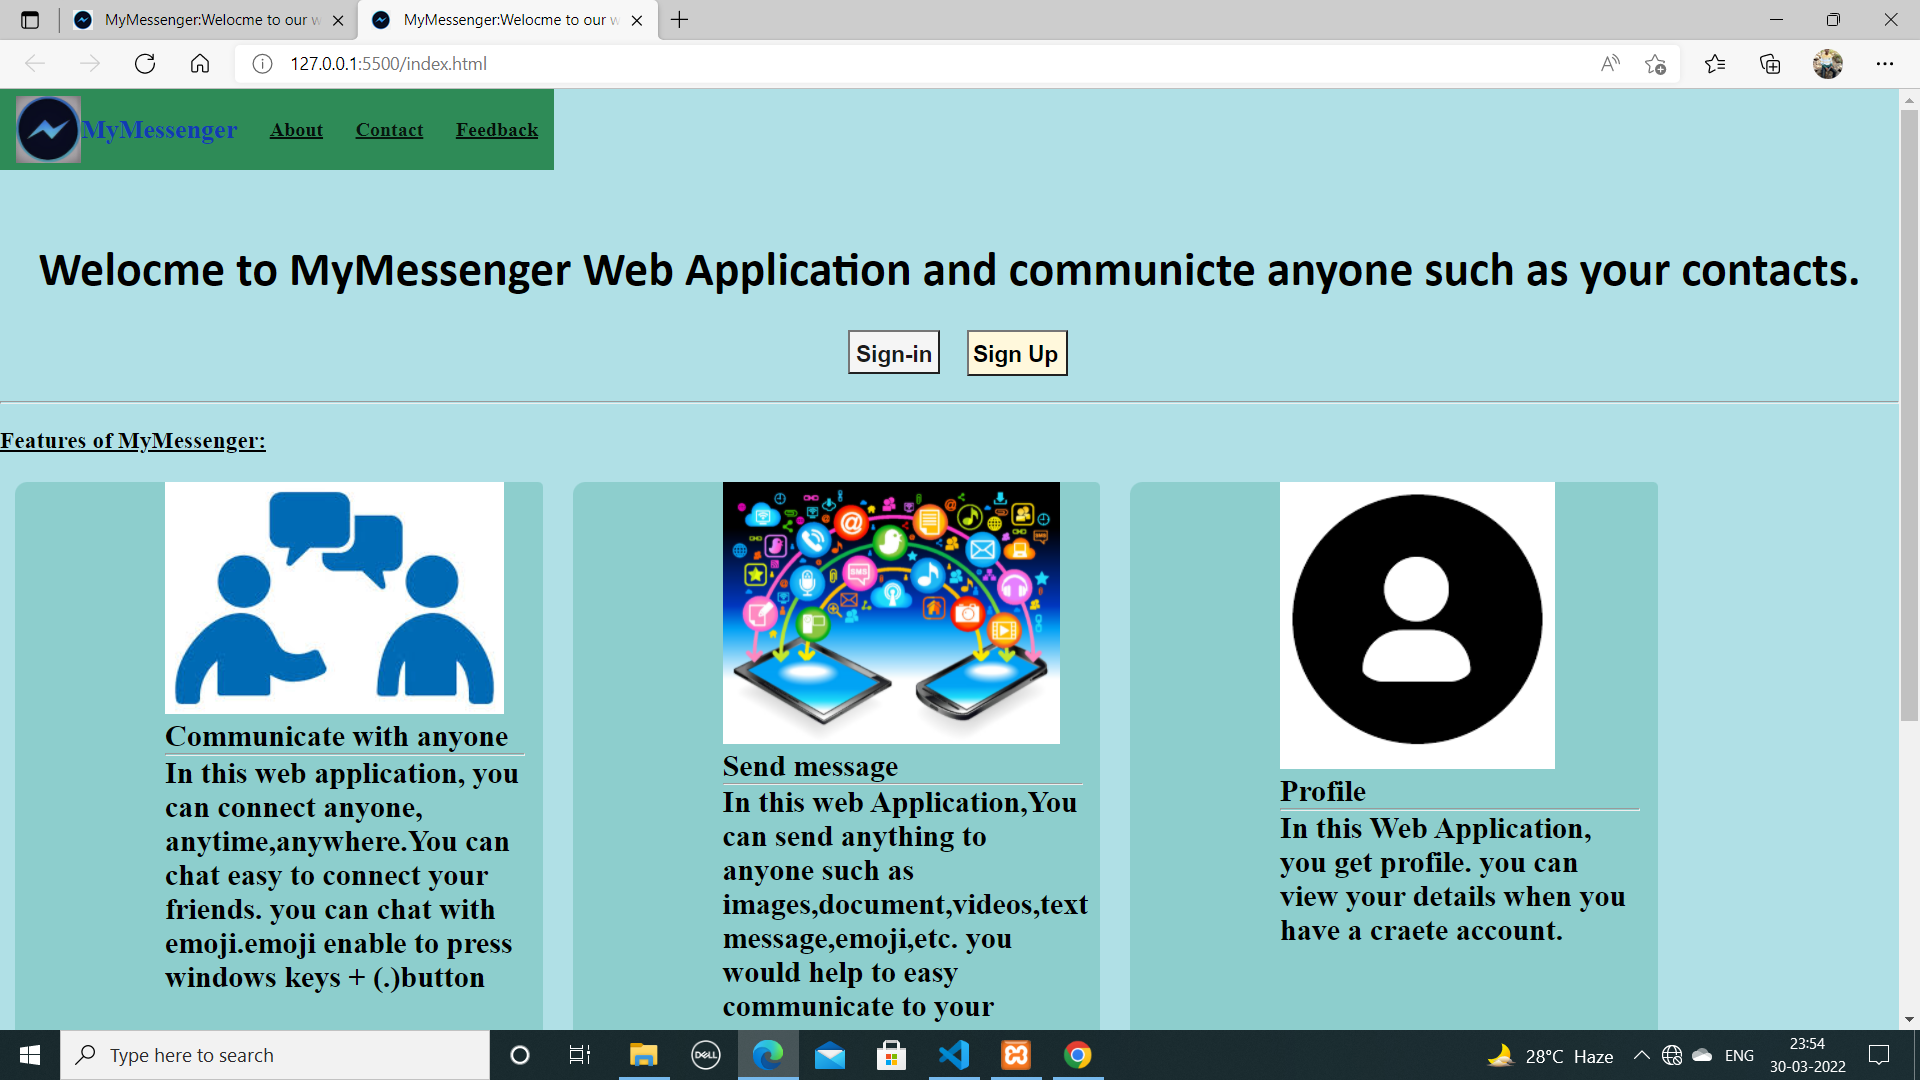 MyMessenger:Welocme to our w
MyMessenger:Welocme to our w
127.0.0.1:5500/index.html
MyMessenger About Contact Feedback
Welocme to MyMessenger Web Application and communicte anyone such as your contacts.
Sign-in Sign Up
Features of MyMessenger:
Communicate with anyone
In this web application, you
can connect anyone,
anytime,anywhere.You can
chat easy to connect your
friends. you can chat with
emoji.emoji enable to press
windows keys + (.)button
SMS
Send message
In this web Application,You
can send anything to
anyone such as
images,document,videos,text
message,emoji,etc. you
would help to easy
communicate to your
Profile
In this Web Application,
you get profile. you can
view your details when you
have a craete account.
Type here to search
DELL
28°C Haze
ENG
23:54
30-03-2022